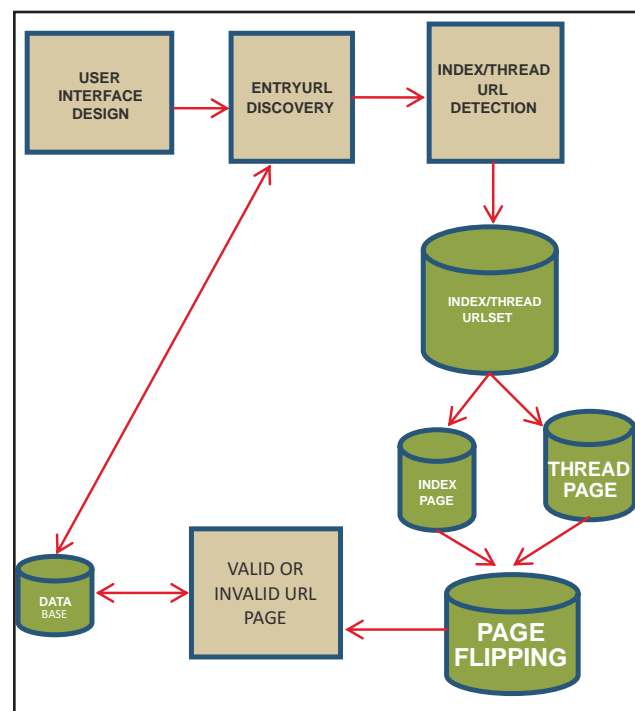 USER
INTERFACE
DESIGN
ENTRYURL
DISCOVERY
INDEX/THREAD
URL
DETECTION
INDEX/THREAD
URLSET
INDEX
PAGE
THREAD
PAGE
DATA
BASE
VALID OR
INVALID URL
PAGE
PAGE
FLIPPING